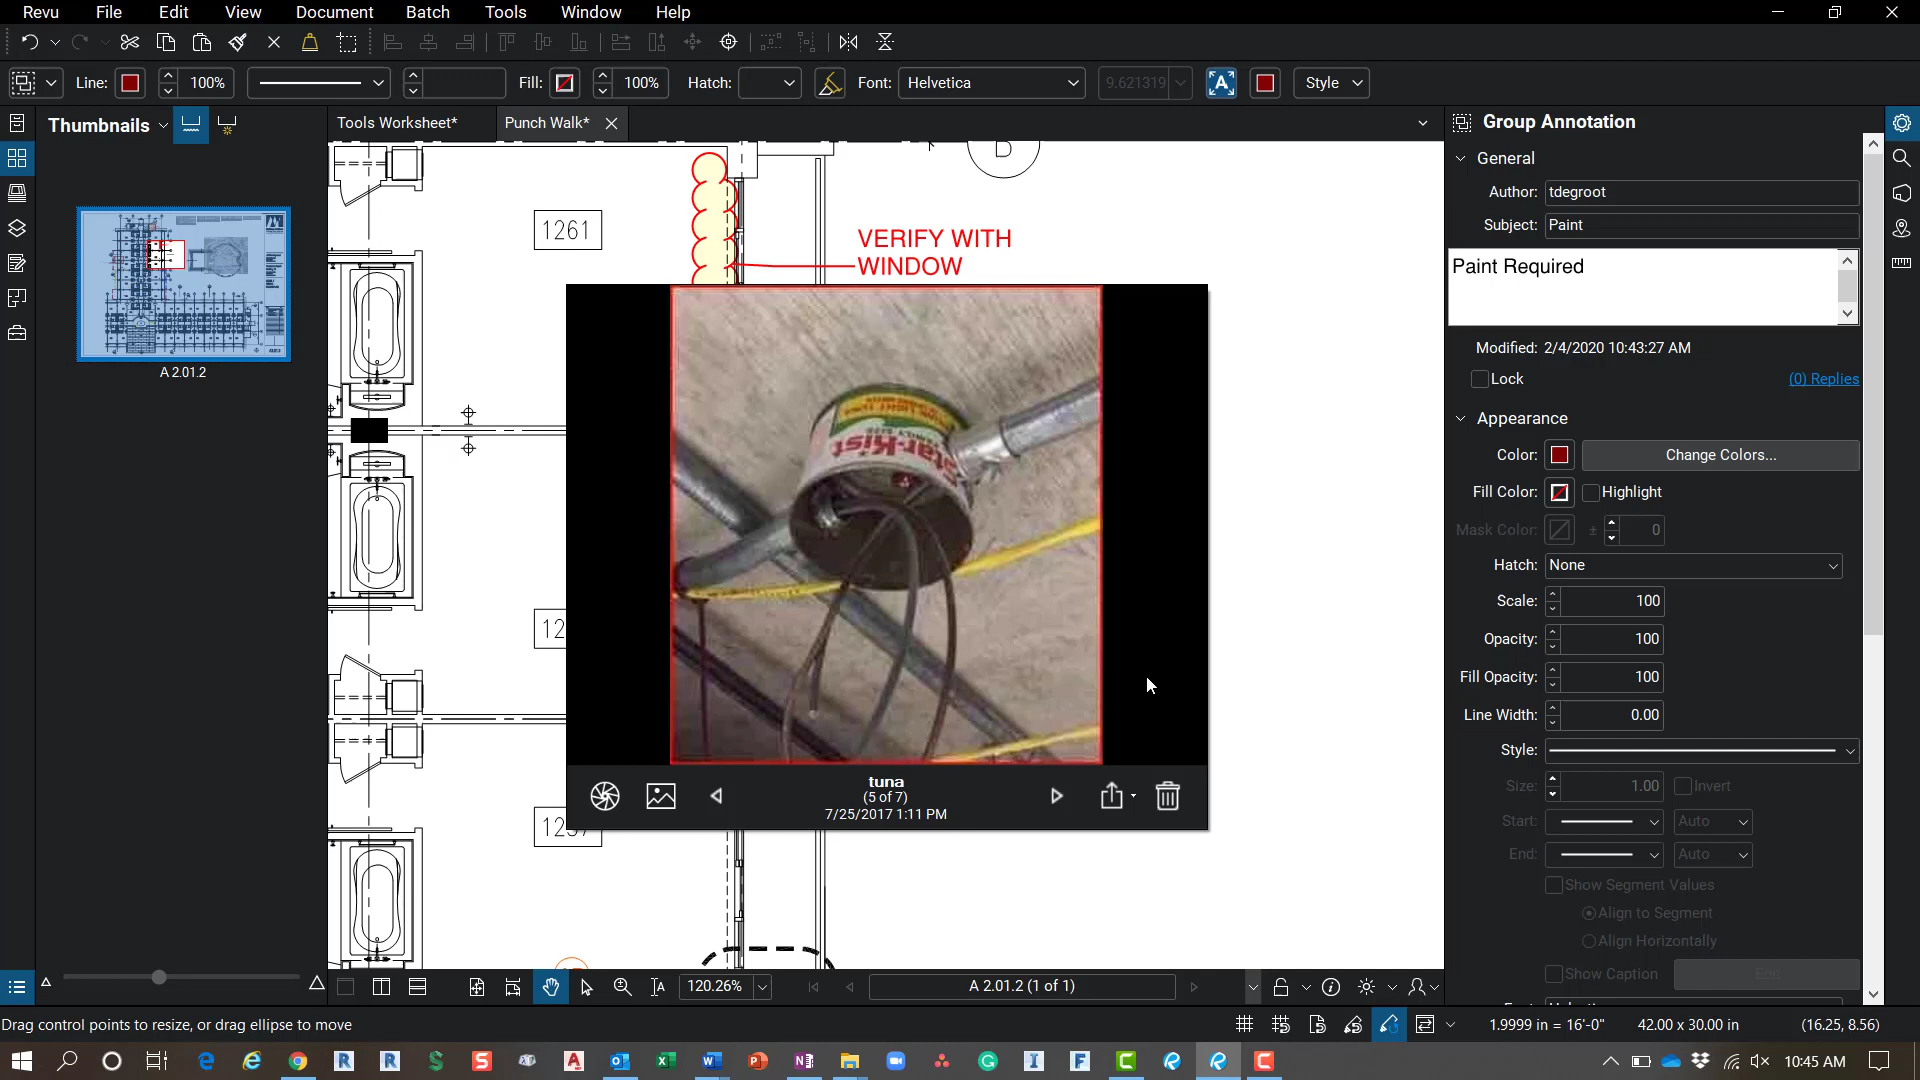 Revu File Edit View Document Batch Tools Window Help
Line: 100% Fill: 100% Hatch: Font: Helvetica 9.621319 A Style
Thumbnails
Tools Worksheet* Punch Walk*
A 2.01.2
1261
VERIFY WITH
WINDOW
Star-Kist
tuna
(5 of 7)
7/25/2017 1:11 PM
120.26% A 2.01.2 (1 of 1)
Group Annotation
General
Author: tdegroot
Subject: Paint
Paint Required
Modified: 2/4/2020 10:43:27 AM
Lock (0) Replies
Appearance
Color: Change Colors...
Fill Color: Highlight
Mask Color: ± 0
Hatch: None
Scale: 100
Opacity: 100
Fill Opacity: 100
Line Width: 0.00
Style:
Size: 1.00 Invert
Start: Auto
End: Auto
Show Segment Values
Align to Segment
Align Horizontally
Show Caption
Drag control points to resize, or drag ellipse to move
1.9999 in = 16'-0" 42.00 x 30.00 in (16.25, 8.56)
10:45 AM